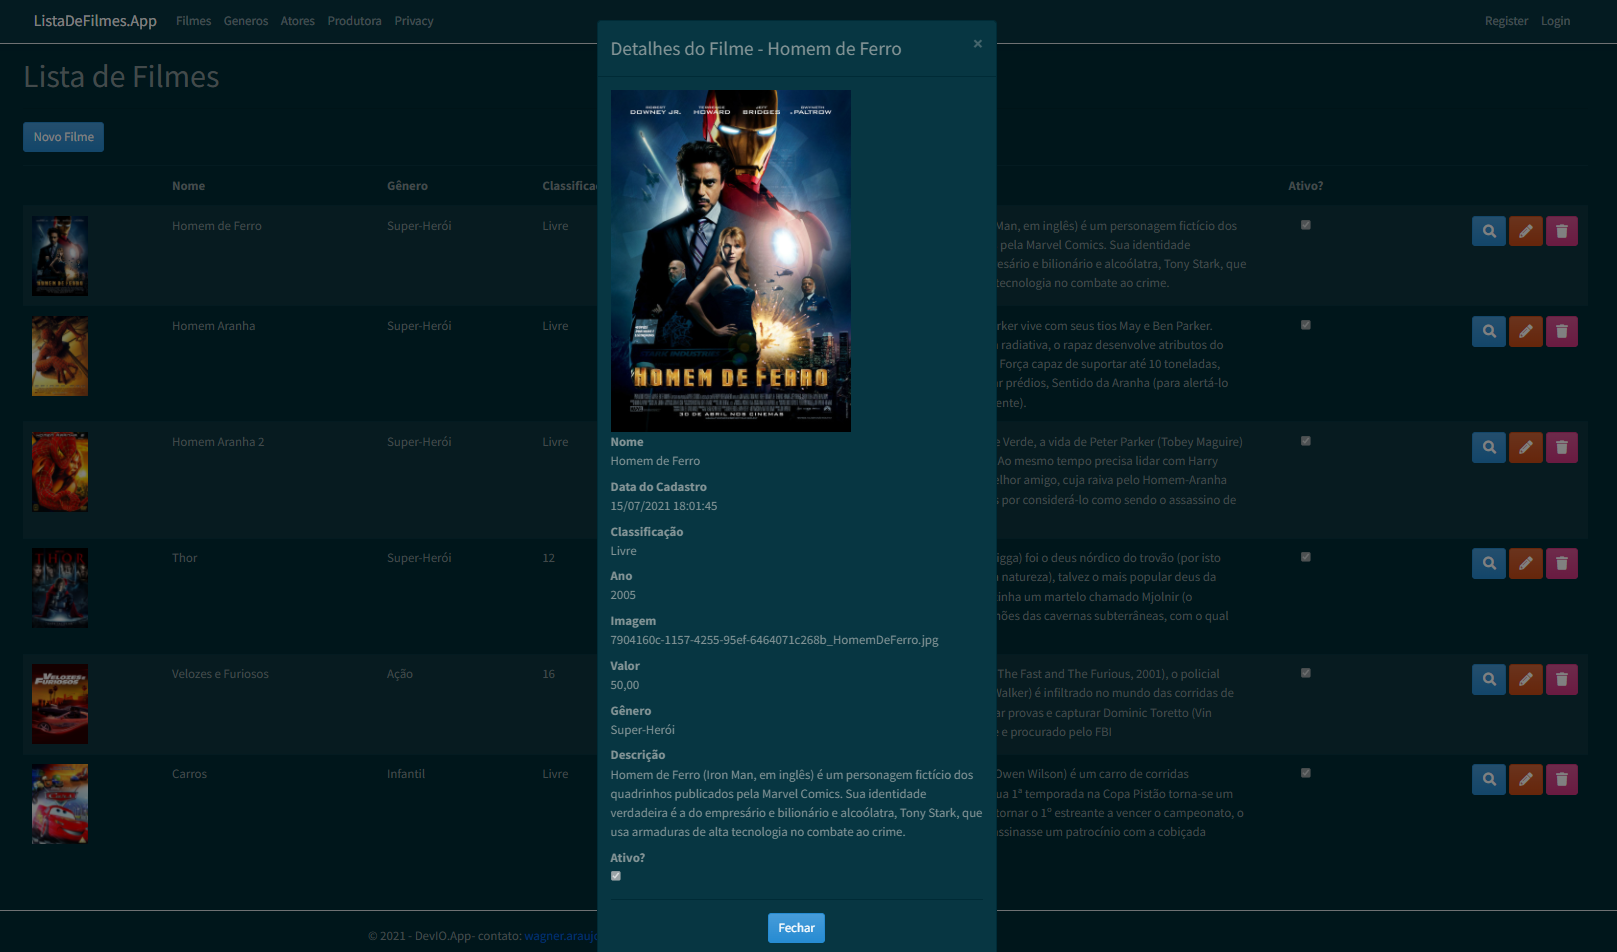 ListaDeFilmes.App Filmes Generos Atores Produtora Privacy Register Login
Lista de Filmes
Novo Filme
Nome Gênero Classifica Ativo?
Homem de Ferro Super-Herói Livre
Man, em inglês) é um personagem fictício dos
pela Marvel Comics. Sua identidade
presário e bilionário e alcoólatra, Tony Stark, que
tecnologia no combate ao crime.
Homem Aranha Super-Herói Livre
rker vive com seus tios May e Ben Parker.
radiativa, o rapaz desenvolve atributos do
Força capaz de suportar até 10 toneladas,
ar prédios, Sentido da Aranha (para alertá-lo
ente).
Homem Aranha 2 Super-Herói Livre
e Verde, a vida de Peter Parker (Tobey Maguire)
Ao mesmo tempo precisa lidar com Harry
elhor amigo, cuja raiva pelo Homem-Aranha
por considerá-lo como sendo o assassino de
Thor Super-Herói 12
igga) foi o deus nórdico do trovão (por isto
natureza), talvez o mais popular deus da
tinha um martelo chamado Mjolnir (o
nões das cavernas subterrâneas, com o qual
Velozes e Furiosos Ação 16
The Fast and The Furious, 2001), o policial
Walker) é infiltrado no mundo das corridas de
ar provas e capturar Dominic Toretto (Vin
e procurado pelo FBI
Carros Infantil Livre
Owen Wilson) é um carro de corridas
ua 1ª temporada na Copa Pistão torna-se um
tornar o 1º estreante a vencer o campeonato, o
assinasse um patrocínio com a cobiçada
© 2021 - DevIO.App- contato: wagner.araujo
Detalhes do Filme - Homem de Ferro
×
ROBERT TERRENCE JEFF GWYNETH
DOWNEY JR. HOWARD BRIDGES PALTROW
HOMEM DE FERRO
30 DE ABRIL NOS CINEMAS
Nome
Homem de Ferro
Data do Cadastro
15/07/2021 18:01:45
Classificação
Livre
Ano
2005
Imagem
7904160c-1157-4255-95ef-6464071c268b_HomemDeFerro.jpg
Valor
50,00
Gênero
Super-Herói
Descrição
Homem de Ferro (Iron Man, em inglês) é um personagem fictício dos
quadrinhos publicados pela Marvel Comics. Sua identidade
verdadeira é a do empresário e bilionário e alcoólatra, Tony Stark, que
usa armaduras de alta tecnologia no combate ao crime.
Ativo?
Fechar